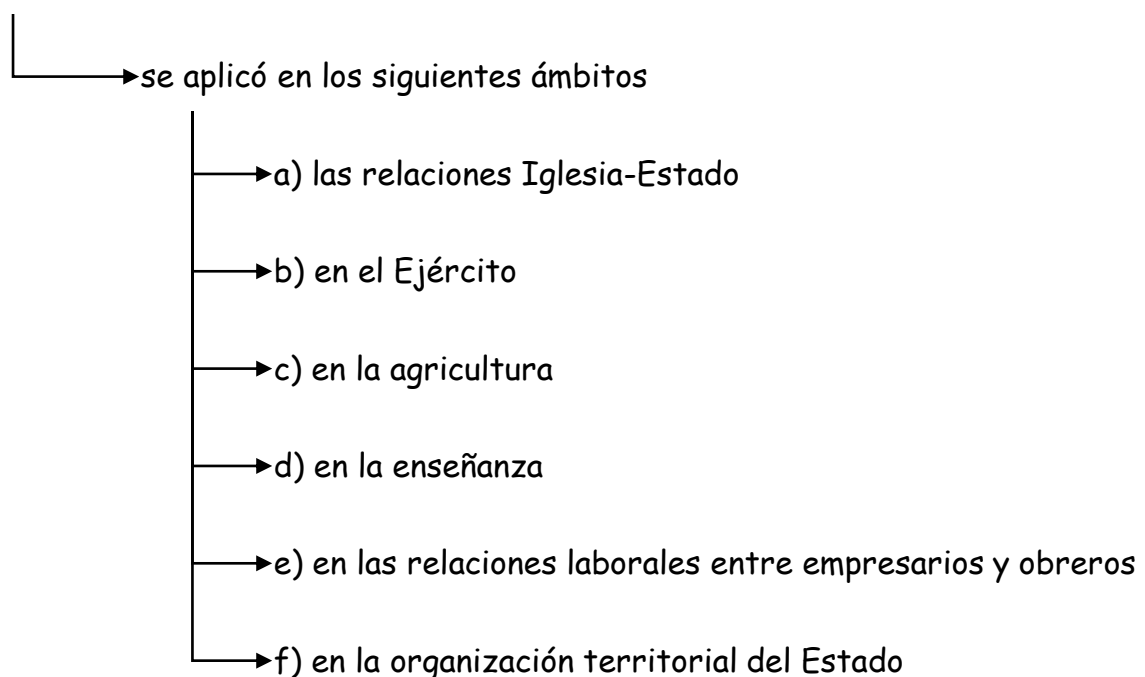 se aplicó en los siguientes ámbitos
a) las relaciones Iglesia-Estado
b) en el Ejército
c) en la agricultura
d) en la enseñanza
e) en las relaciones laborales entre empresarios y obreros
f) en la organización territorial del Estado